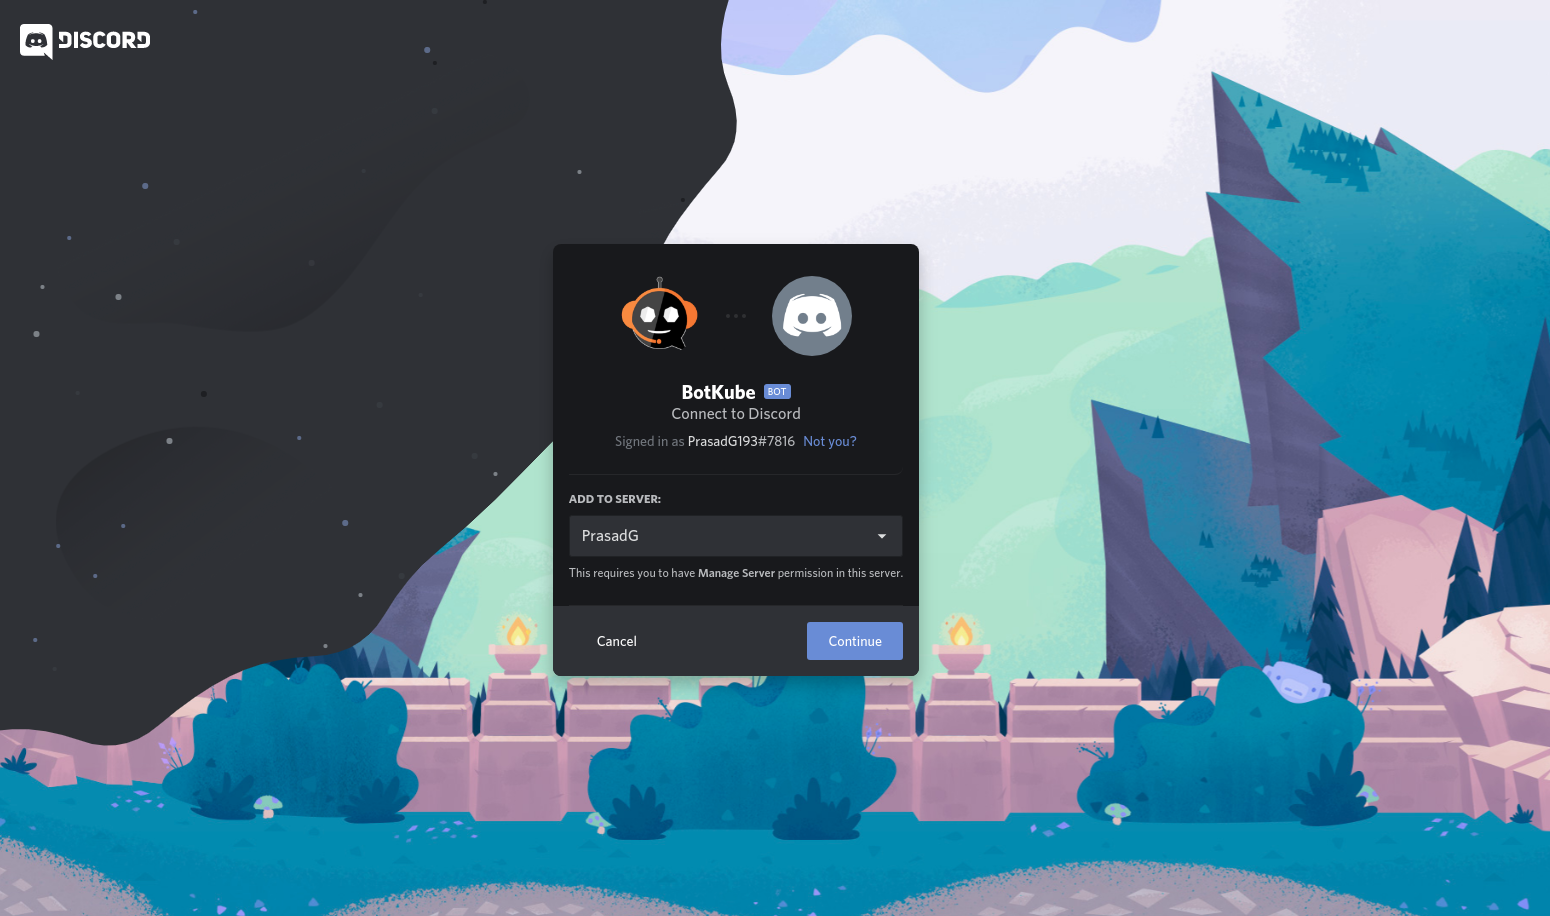 DISCORD
BotKube BOT
Connect to Discord
Signed in as PrasadG193#7816 Not you?
ADD TO SERVER:
PrasadG
This requires you to have Manage Server permission in this server.
Cancel Continue